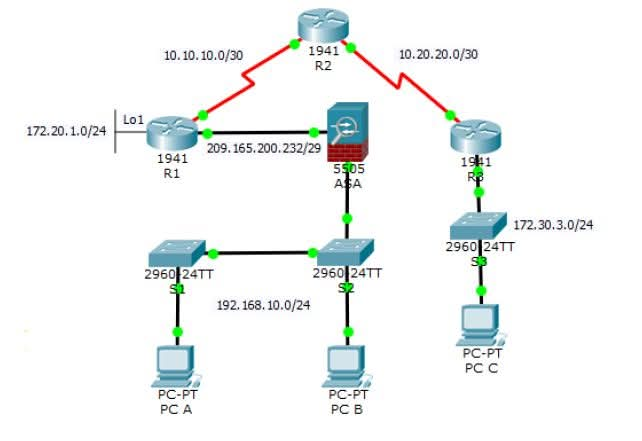 1941
R2
10.10.10.0/30
10.20.20.0/30
Lo1
172.20.1.0/24
1941
R1
209.165.200.232/29
5505
ASA
1941
R3
172.30.3.0/24
2960-24TT
S3
2960-24TT
S1
2960-24TT
S2
192.168.10.0/24
PC-PT
PC A
PC-PT
PC B
PC-PT
PC C